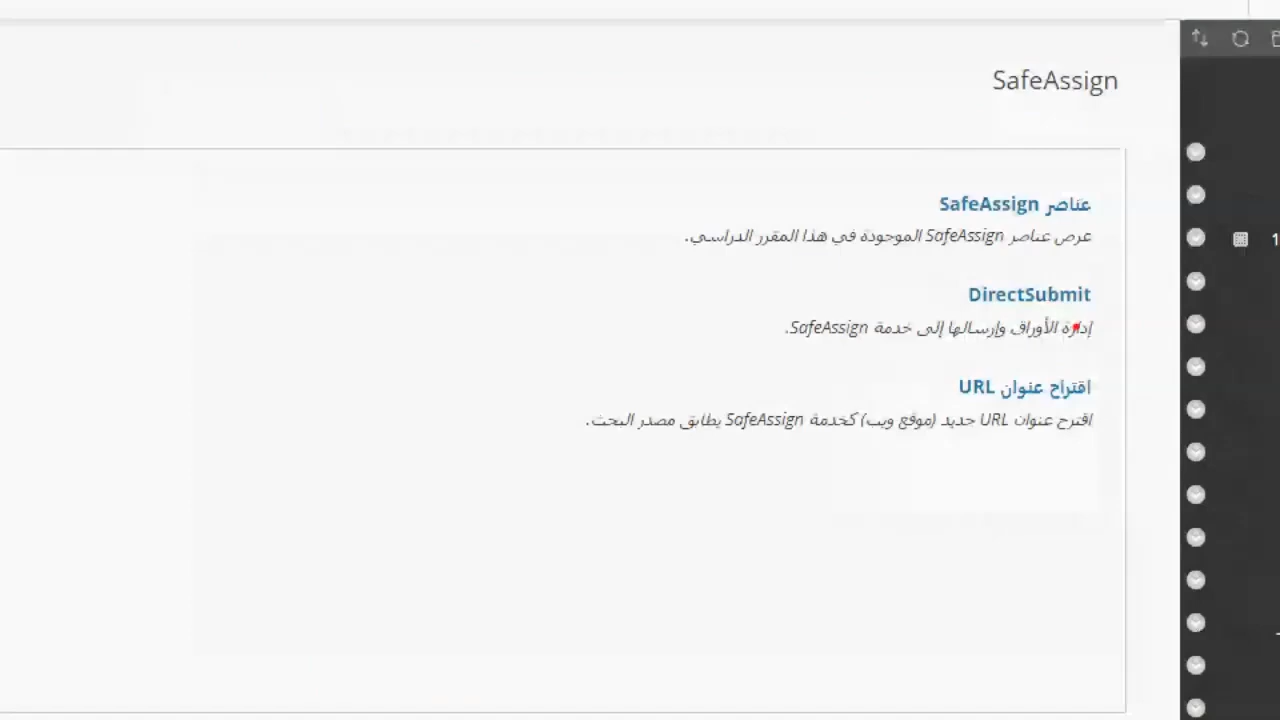 SafeAssign
عناصر SafeAssign
عرض عناصر SafeAssign الموجودة في هذا المقرر الدراسي.
DirectSubmit
إدارة الأوراق وإرسالها إلى خدمة SafeAssign.
اقتراح عنوان URL
اقترح عنوان URL جديد (موقع ويب) كخدمة SafeAssign يطابق مصدر البحث.